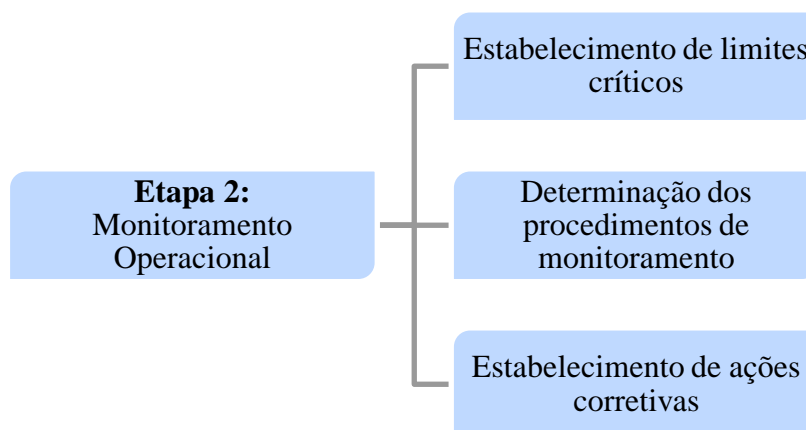 Estabelecimento de limites
críticos
Etapa 2:
Monitoramento
Operacional
Determinação dos
procedimentos de
monitoramento
Estabelecimento de ações
corretivas